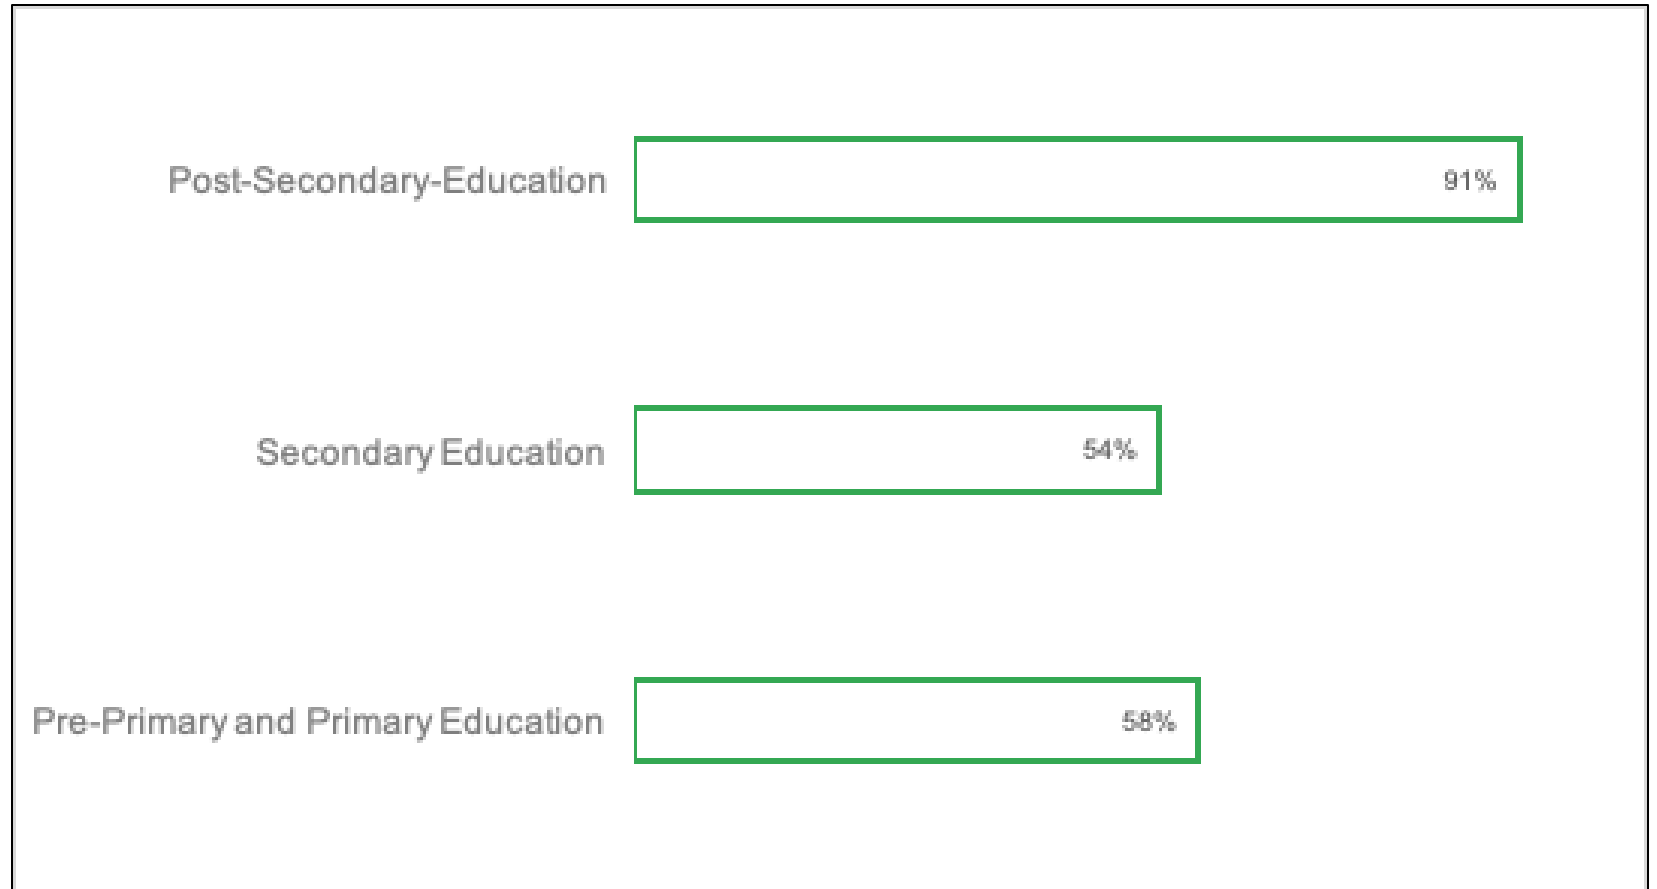 Post-Secondary-Education
91%
Secondary Education
54%
Pre-Primary and Primary Education
58%